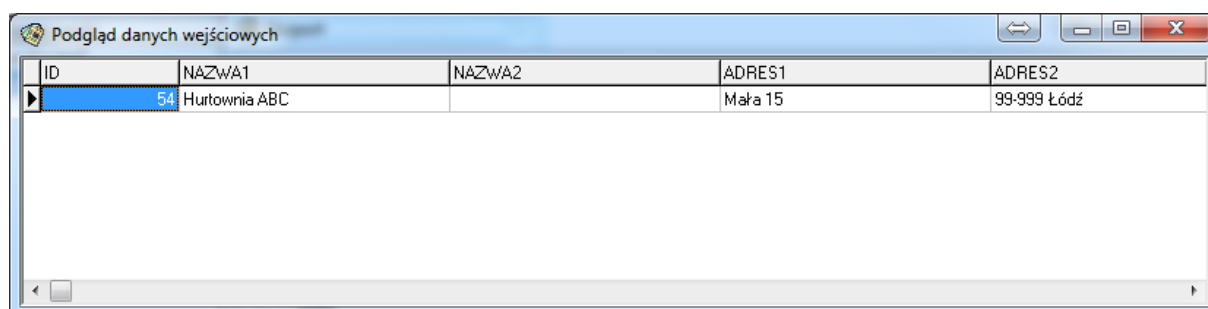 Podgląd danych wejściowych
ID NAZWA1 NAZWA2 ADRES1 ADRES2
54 Hurtownia ABC Mała 15 99-999 Łódź